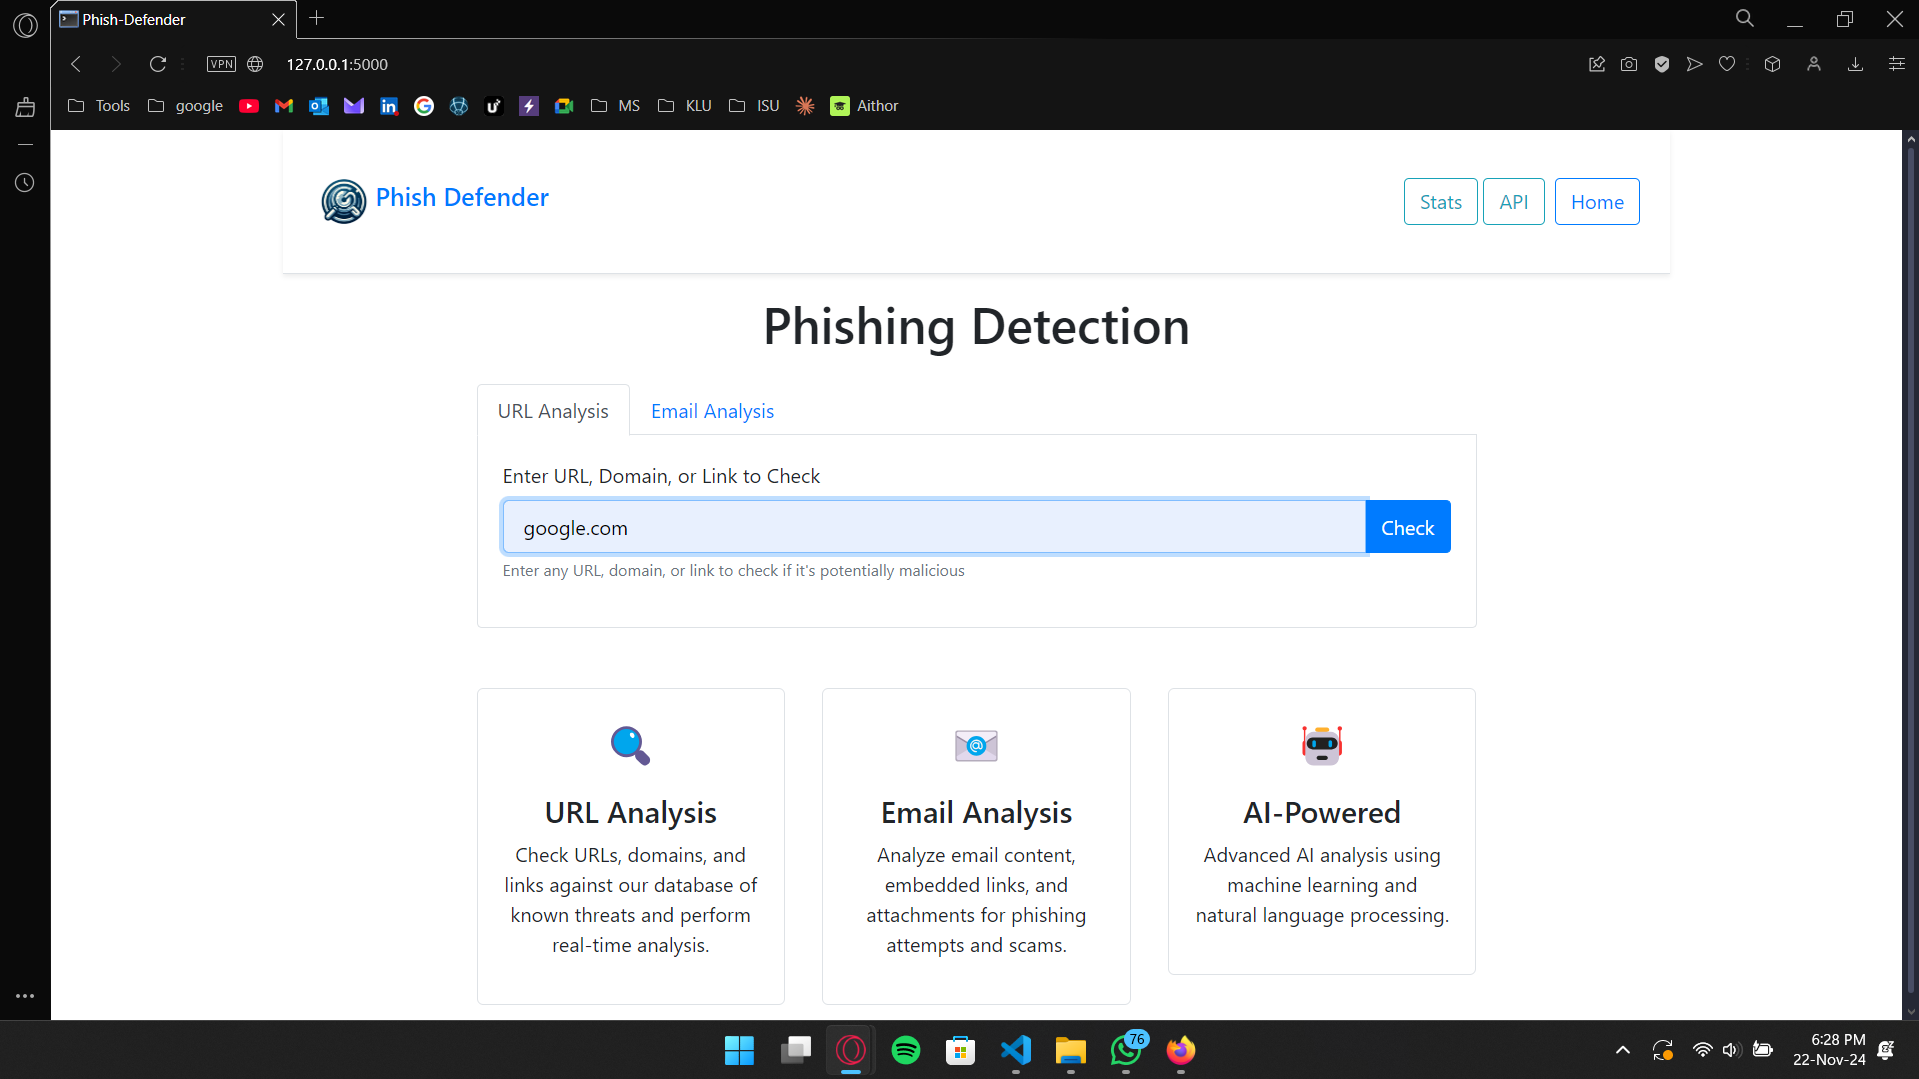 Phish-Defender
VPN
127.0.0.1:5000
Tools
google
MS
KLU
ISU
Aithor
Phish Defender
Stats
API
Home
Phishing Detection
URL Analysis
Email Analysis
Enter URL, Domain, or Link to Check
google.com
Check
Enter any URL, domain, or link to check if it's potentially malicious
URL Analysis
Check URLs, domains, and
links against our database of
known threats and perform
real-time analysis.
Email Analysis
Analyze email content,
embedded links, and
attachments for phishing
attempts and scams.
AI-Powered
Advanced AI analysis using
machine learning and
natural language processing.
76
6:28 PM
22-Nov-24